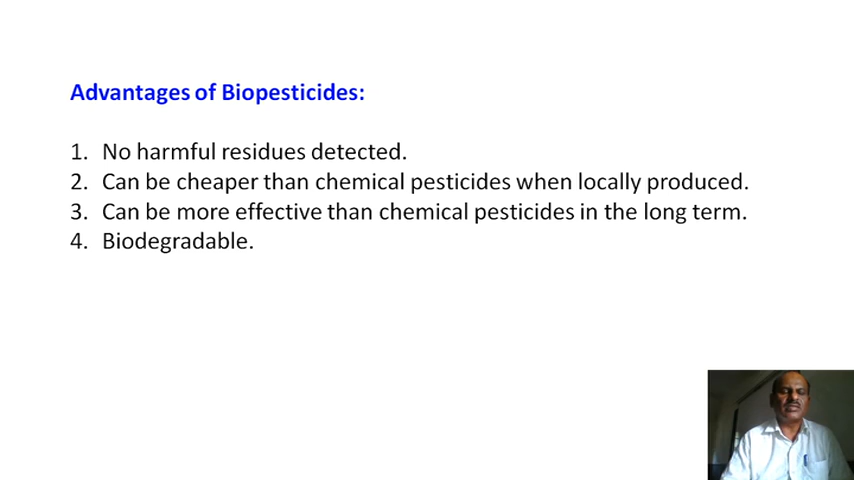 Advantages of Biopesticides:
1. No harmful residues detected.
2. Can be cheaper than chemical pesticides when locally produced.
3. Can be more effective than chemical pesticides in the long term.
4. Biodegradable.